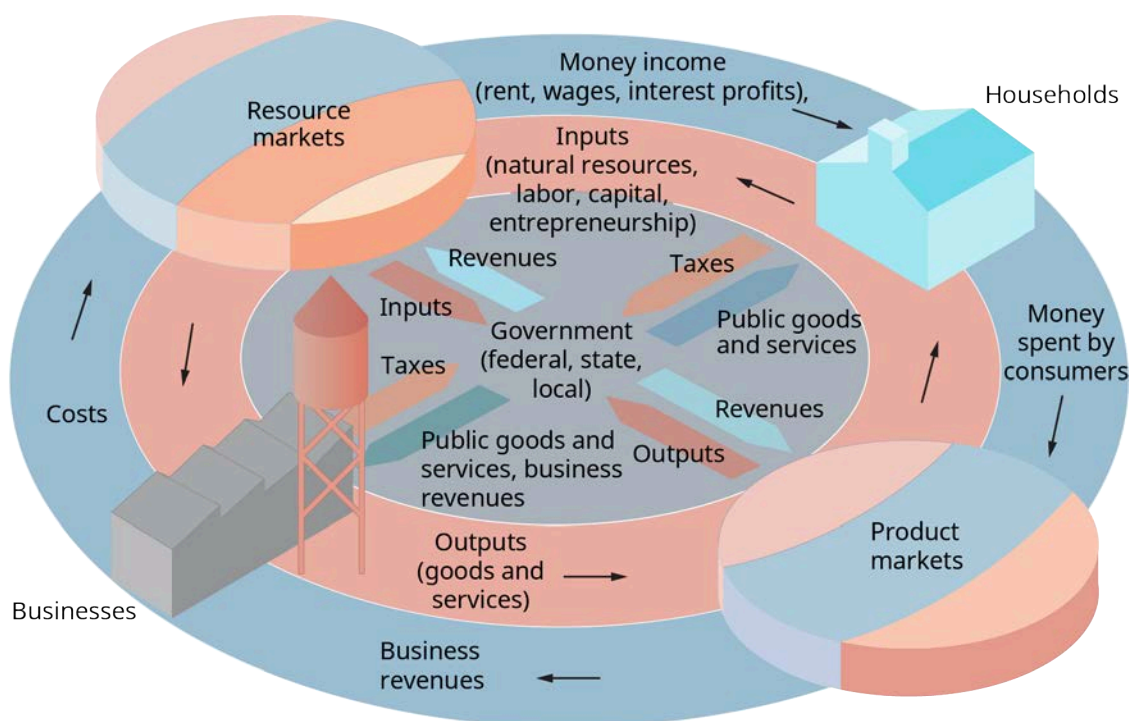 Money income
(rent, wages, interest profits),
Households
Resource
markets
Inputs
(natural resources,
labor, capital,
entrepreneurship)
Revenues
Taxes
Inputs
Public goods
and services
Government
(federal, state,
local)
Money
spent by
consumers
Taxes
Costs
Revenues
Public goods and
services, business
revenues
Outputs
Product
markets
Outputs
(goods and
services)
Businesses
Business
revenues